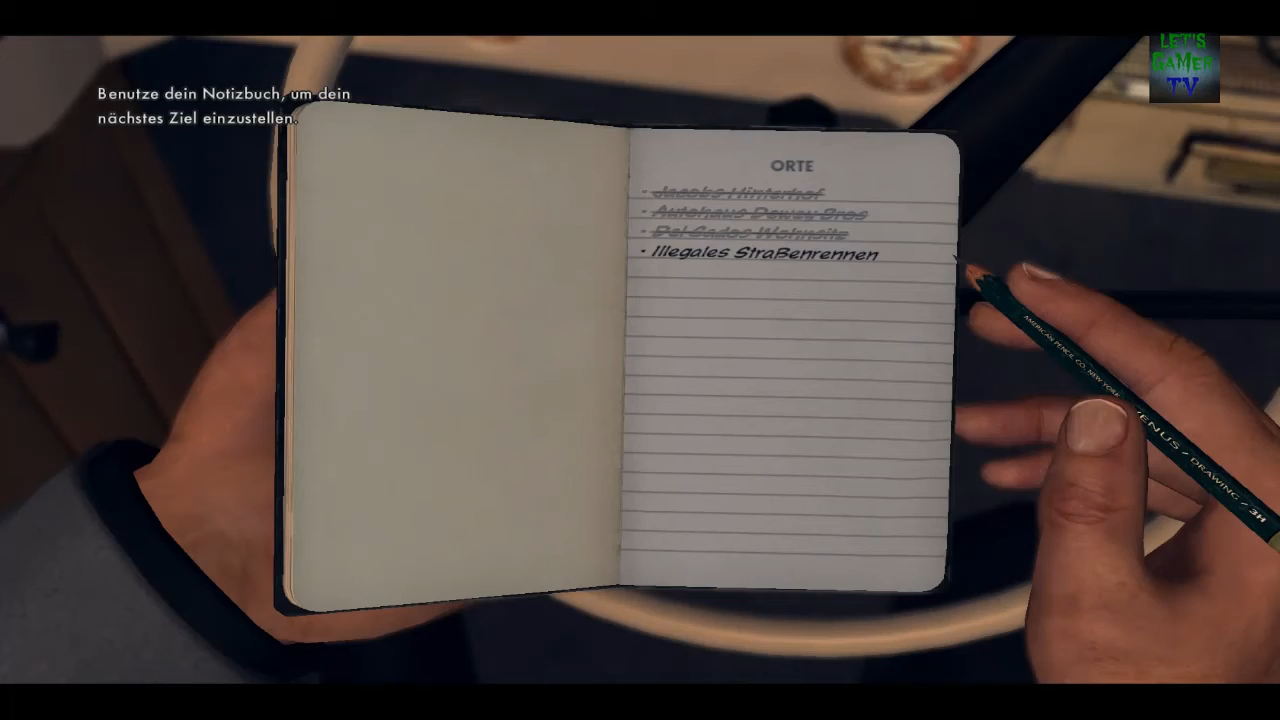 Benutze dein Notizbuch, um dein
nächstes Ziel einzustellen.
LET'S
GAMER
TV
ORTE
- Jacobs Hinterhof
- Autohaus Dewey Bros
- Del Gados Wohnsitz
- Illegales Straßenrennen
AMERICAN PENCIL CO. NEW YORK
VENUS / DRAWING / 3H